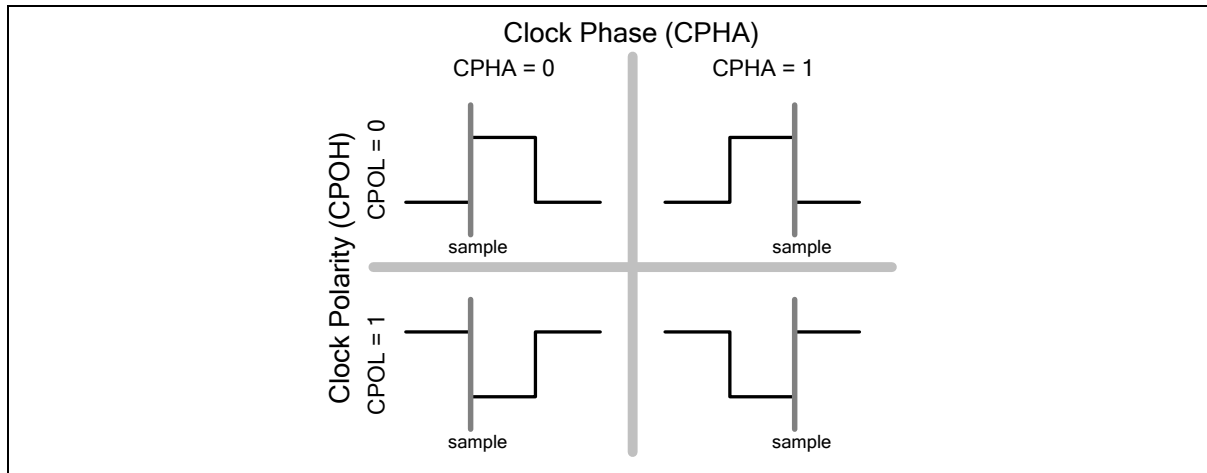 Clock Phase (CPHA)
CPHA = 0
CPHA = 1
Clock Polarity (CPOH)
CPOL = 0
sample
sample
CPOL = 1
sample
sample